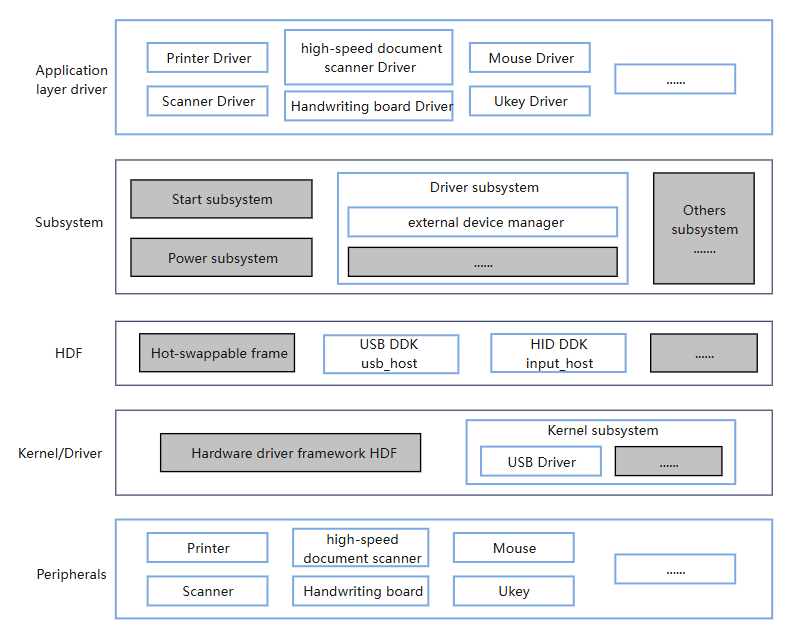 Application
layer driver
Printer Driver
high-speed document
scanner Driver
Mouse Driver
......
Scanner Driver
Handwriting board Driver
Ukey Driver
Subsystem
Start subsystem
Power subsystem
Driver subsystem
external device manager
......
Others
subsystem
.......
HDF
Hot-swappable frame
USB DDK
usb_host
HID DDK
input_host
......
Kernel/Driver
Hardware driver framework HDF
Kernel subsystem
USB Driver
......
Peripherals
Printer
high-speed
document scanner
Mouse
......
Scanner
Handwriting board
Ukey